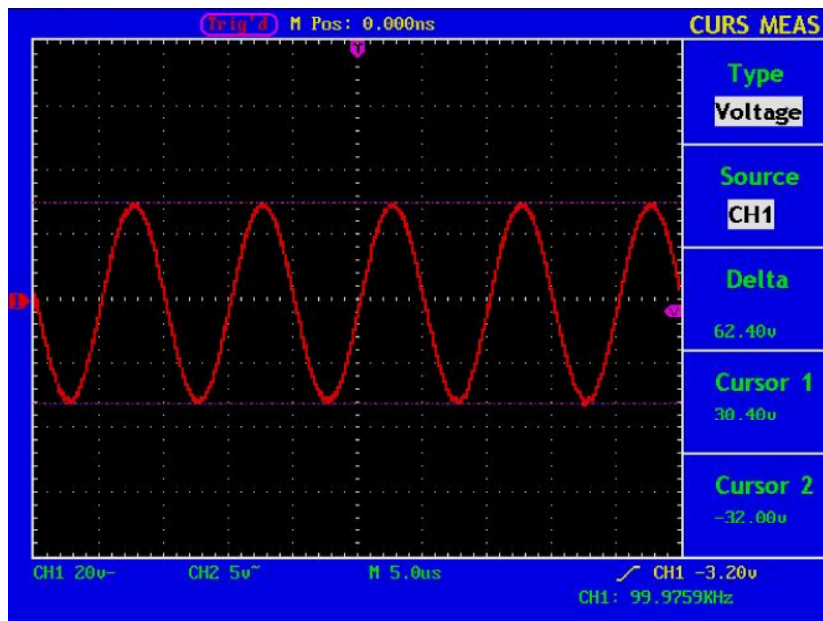 Trig'd M Pos: 0.000ns CURS MEAS
T
Type
Voltage
Source
CH1
Delta
62.40v
Cursor 1
30.40v
Cursor 2
-32.00v
1
V
CH1 20v- CH2 5v~ M 5.0us CH1 -3.20v
CH1: 99.9759KHz